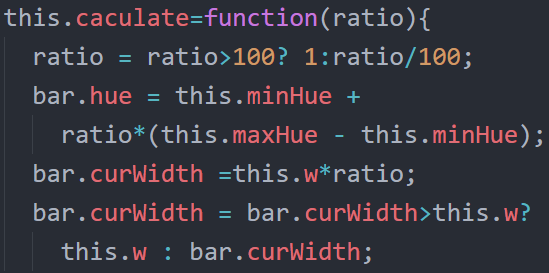 this.caculate=function(ratio){
ratio = ratio>100? 1:ratio/100;
bar.hue = this.minHue +
ratio*(this.maxHue - this.minHue);
bar.curWidth =this.w*ratio;
bar.curWidth = bar.curWidth>this.w?
this.w : bar.curWidth;